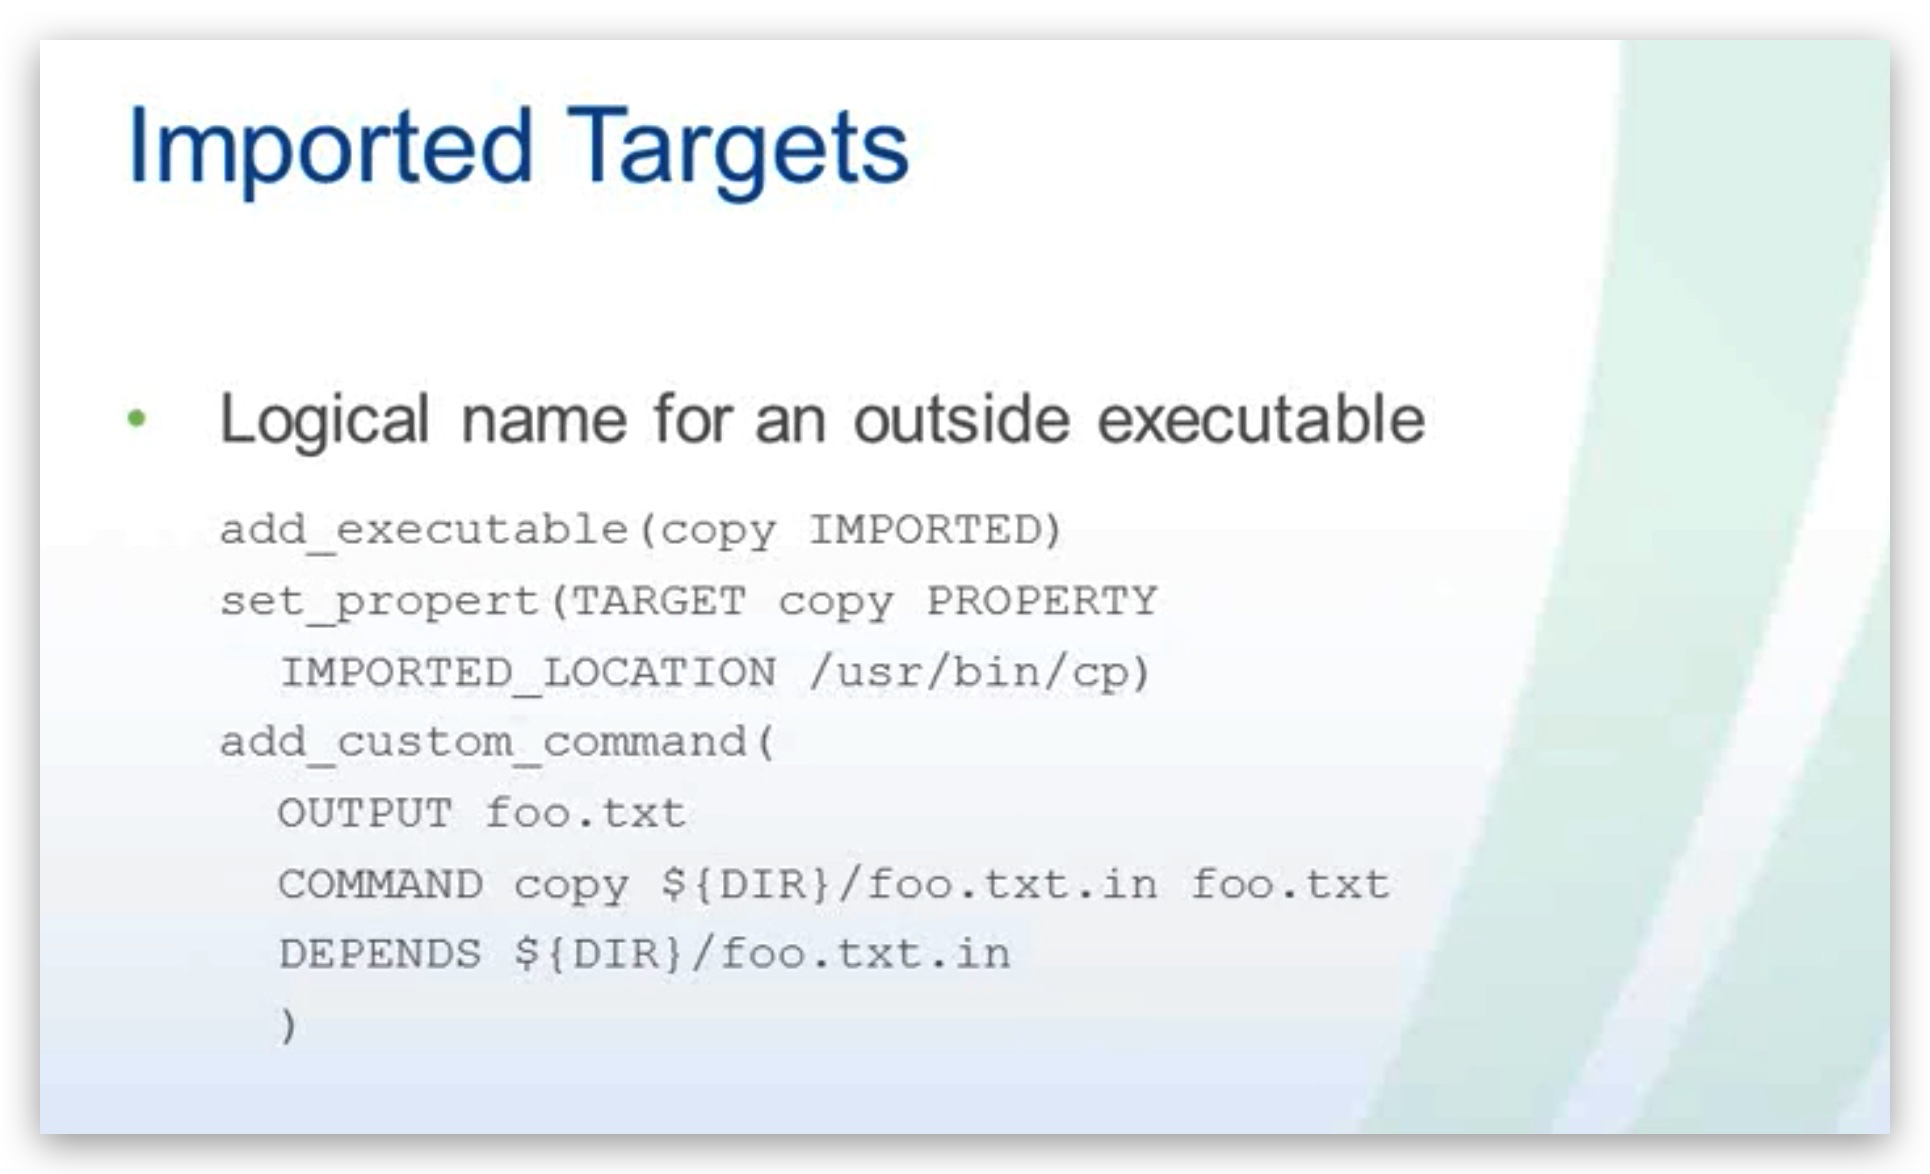 Imported Targets
• Logical name for an outside executable
add_executable(copy IMPORTED)
set_propert(TARGET copy PROPERTY
IMPORTED_LOCATION /usr/bin/cp)
add_custom_command(
OUTPUT foo.txt
COMMAND copy ${DIR}/foo.txt.in foo.txt
DEPENDS ${DIR}/foo.txt.in
)